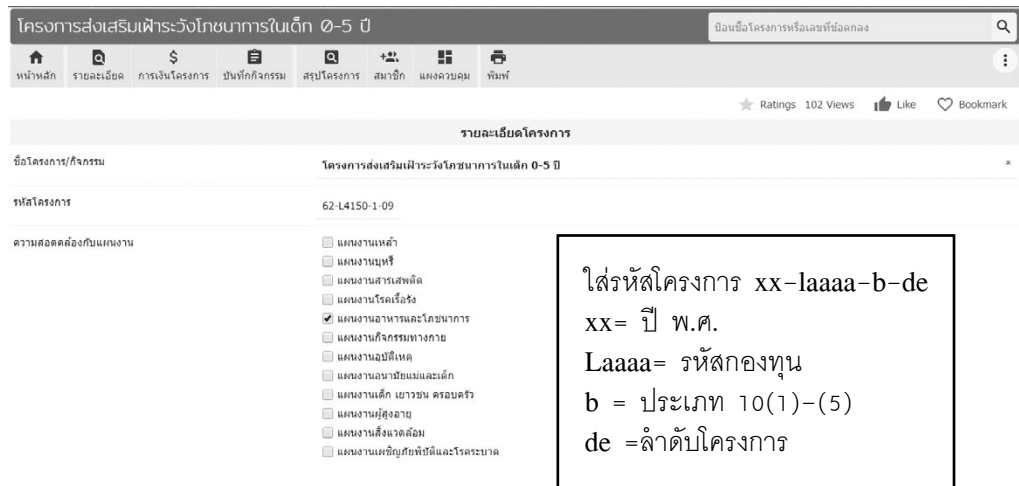 โครงการส่งเสริมเฝ้าระวังโภชนาการในเด็ก 0-5 ปี
ป้อนชื่อโครงการหรือเลขที่ข้อตกลง
หน้าหลัก รายละเอียด การเงินโครงการ บันทึกกิจกรรม สรุปโครงการ สมาชิก แผงควบคุม พิมพ์
Ratings 102 Views Like Bookmark
รายละเอียดโครงการ
ชื่อโครงการ/กิจกรรม
โครงการส่งเสริมเฝ้าระวังโภชนาการในเด็ก 0-5 ปี
รหัสโครงการ
62-L4150-1-09
ความสอดคล้องกับแผนงาน
แผนงานเหล้า
แผนงานบุหรี่
แผนงานสารเสพติด
แผนงานโรคเรื้อรัง
แผนงานอาหารและโภชนาการ
แผนงานกิจกรรมทางกาย
แผนงานอุบัติเหตุ
แผนงานอนามัยแม่และเด็ก
แผนงานเด็ก เยาวชน ครอบครัว
แผนงานผู้สูงอายุ
แผนงานสิ่งแวดล้อม
แผนงานเผชิญภัยพิบัติและโรคระบาด
ใส่รหัสโครงการ xx-laaaa-b-de
xx= ปี พ.ศ.
Laaaa= รหัสกองทุน
b = ประเภท 10(1)-(5)
de =ลำดับโครงการ